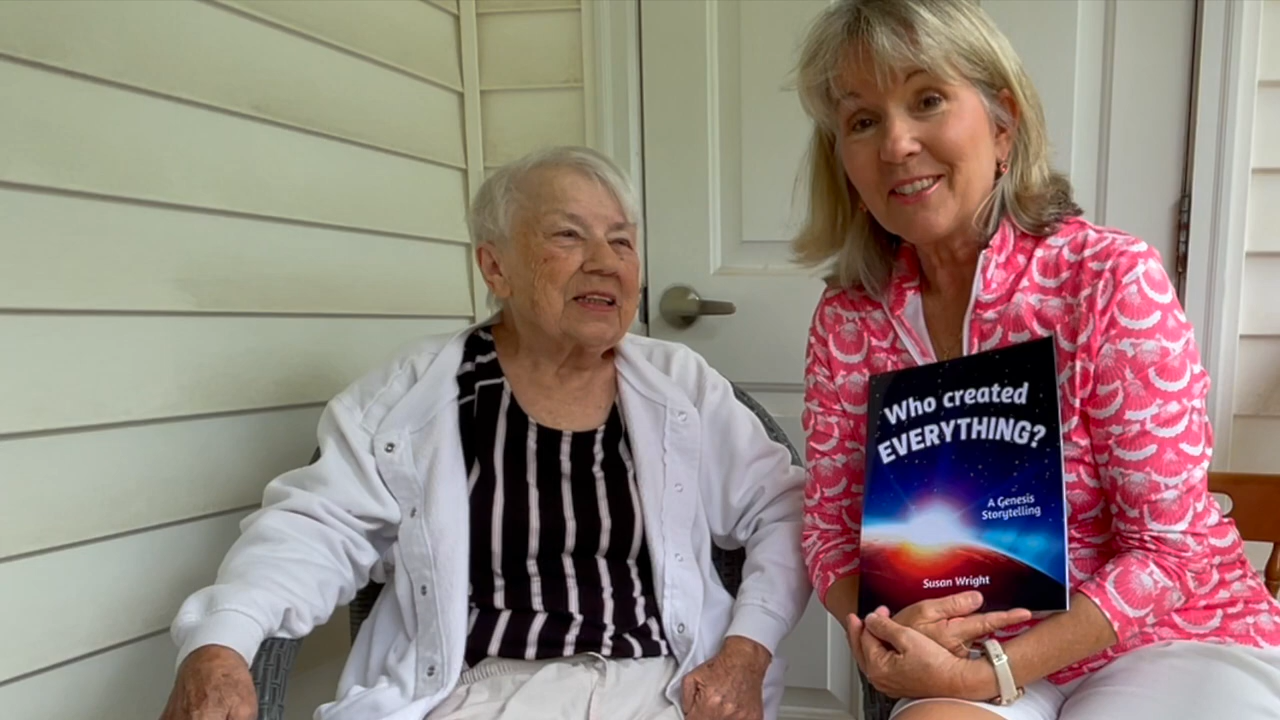 Who created
EVERYTHING?
A Genesis
Storytelling
Susan Wright